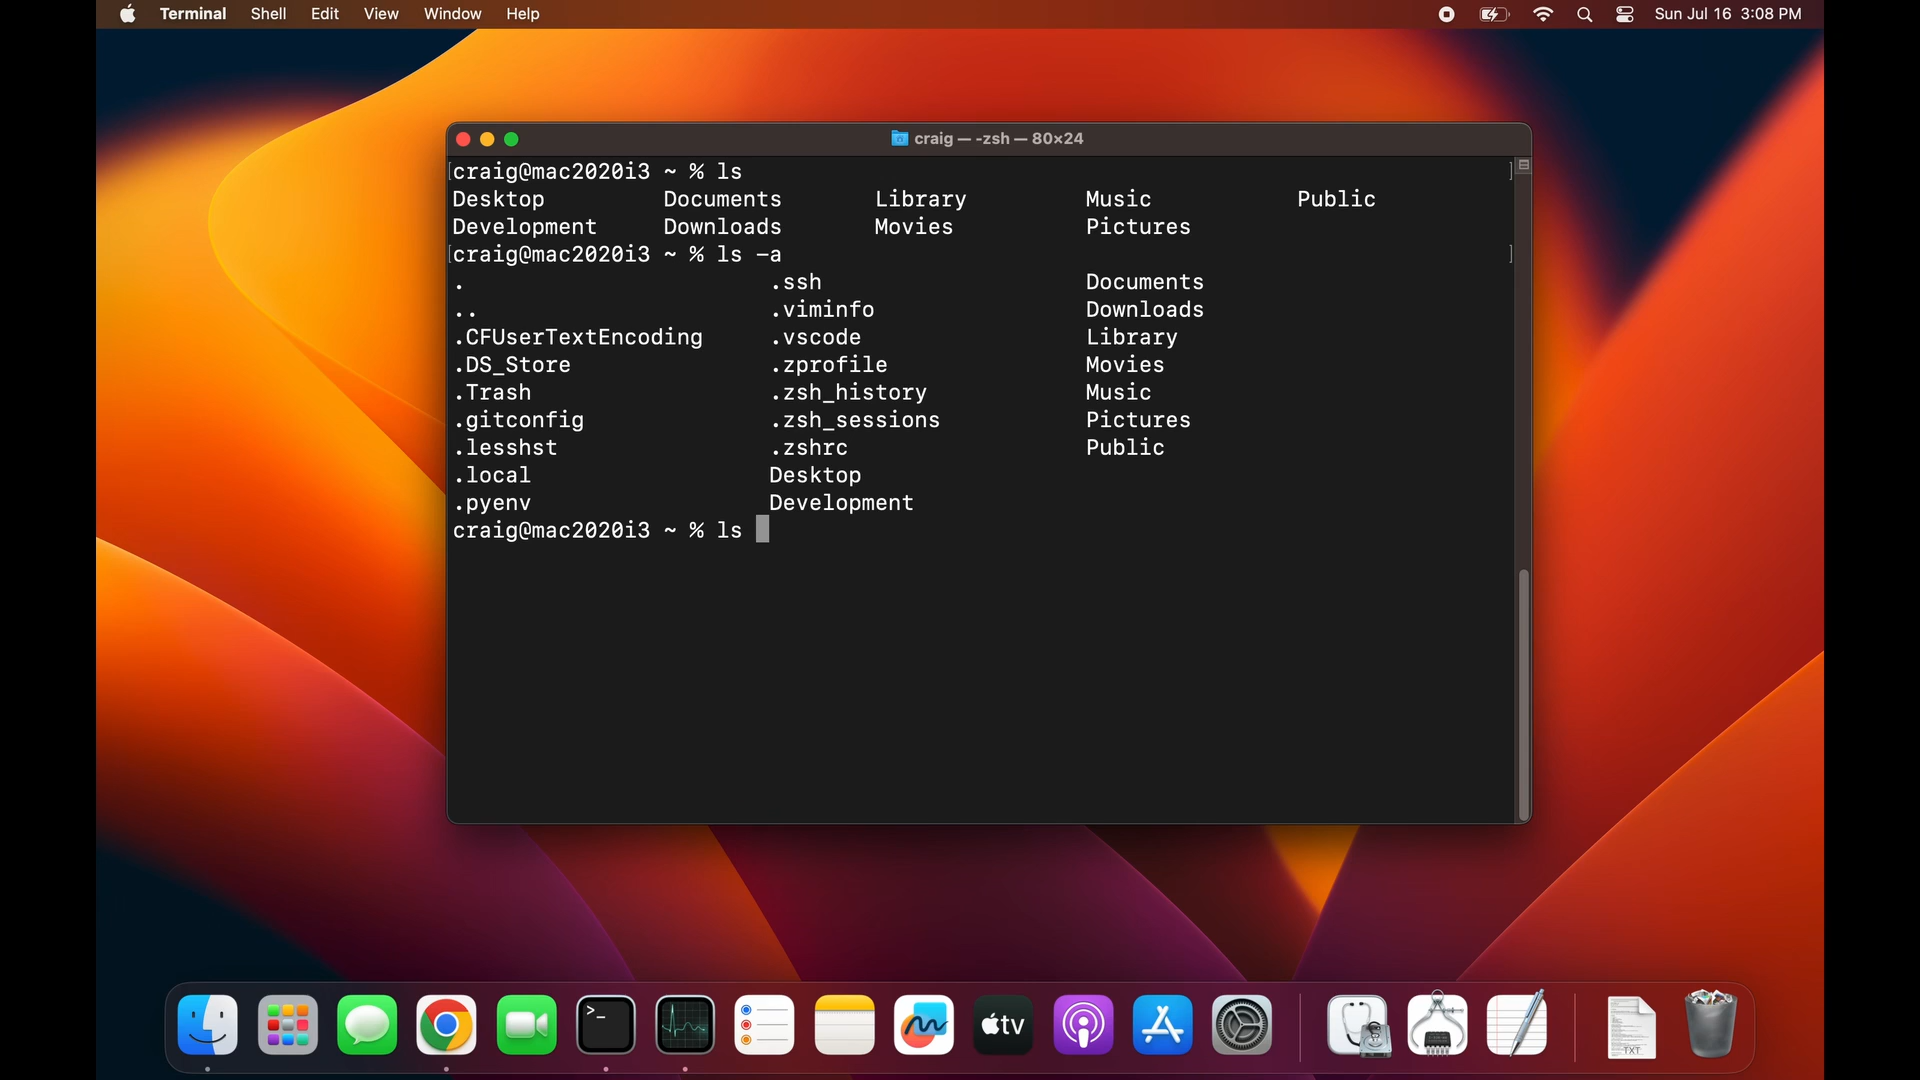 Terminal Shell Edit View Window Help Sun Jul 16 3:08 PM
craig — -zsh — 80×24
[craig@mac2020i3 ~ % ls ]
Desktop Documents Library Music Public
Development Downloads Movies Pictures
[craig@mac2020i3 ~ % ls -a ]
. .ssh Documents
.. .viminfo Downloads
.CFUserTextEncoding .vscode Library
.DS_Store .zprofile Movies
.Trash .zsh_history Music
.gitconfig .zsh_sessions Pictures
.lesshst .zshrc Public
.local Desktop
.pyenv Development
craig@mac2020i3 ~ % ls
>_
tv
TXT